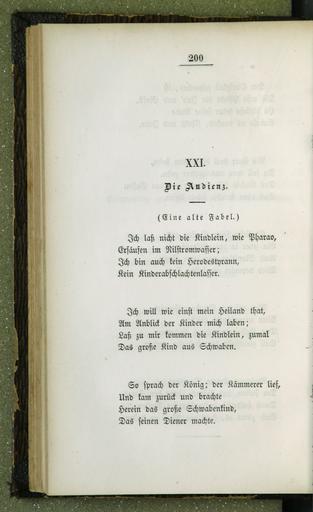 200
XXI.
Die Audienz.
(Eine alte Fabel.)
Ich laß nicht die Kindlein, wie Pharao,
Ersäufen im Nilstromwasser;
Ich bin auch kein Herodestyrann,
Kein Kinderabschlachtenlasser.
Ich will wie einst mein Heiland that,
Am Anblick der Kinder mich laben;
Laß zu mir kommen die Kindlein, zumal
Das große Kind aus Schwaben.
So sprach der König; der Kämmerer lief,
Und kam zurück und brachte
Herein das große Schwabenkind,
Das seinen Diener machte.